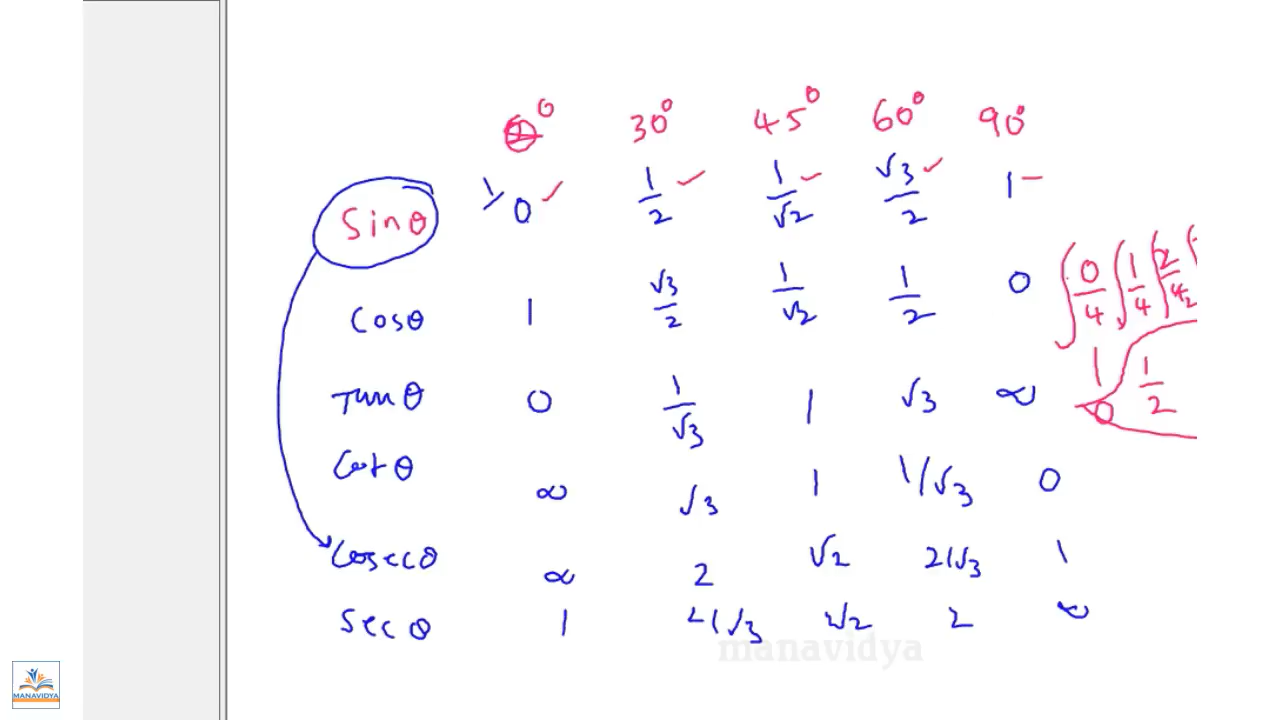 0° 30° 45° 60° 90°
Sinθ 1/0 1/2 1/√2 √3/2 1
Cosθ 1 √3/2 1/√2 1/2 0
Tanθ 0 1/√3 1 √3 ∞
Cotθ ∞ √3 1 1/√3 0
Cosecθ ∞ 2 √2 2/√3 1
Secθ 1 2/√3 √2 2 ∞
√0/4 √1/4 √2/4 2
1/0 1/2
manavidya
MANAVIDYA